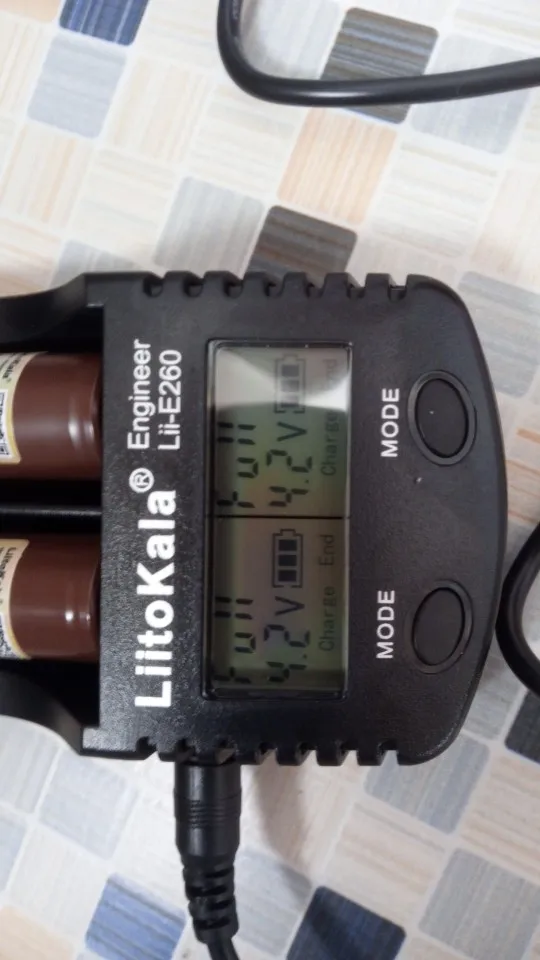 LiitoKala® Engineer
Lii-E260
Full
4.2V
Charge End
Full
4.2V
Charge End
MODE
MODE